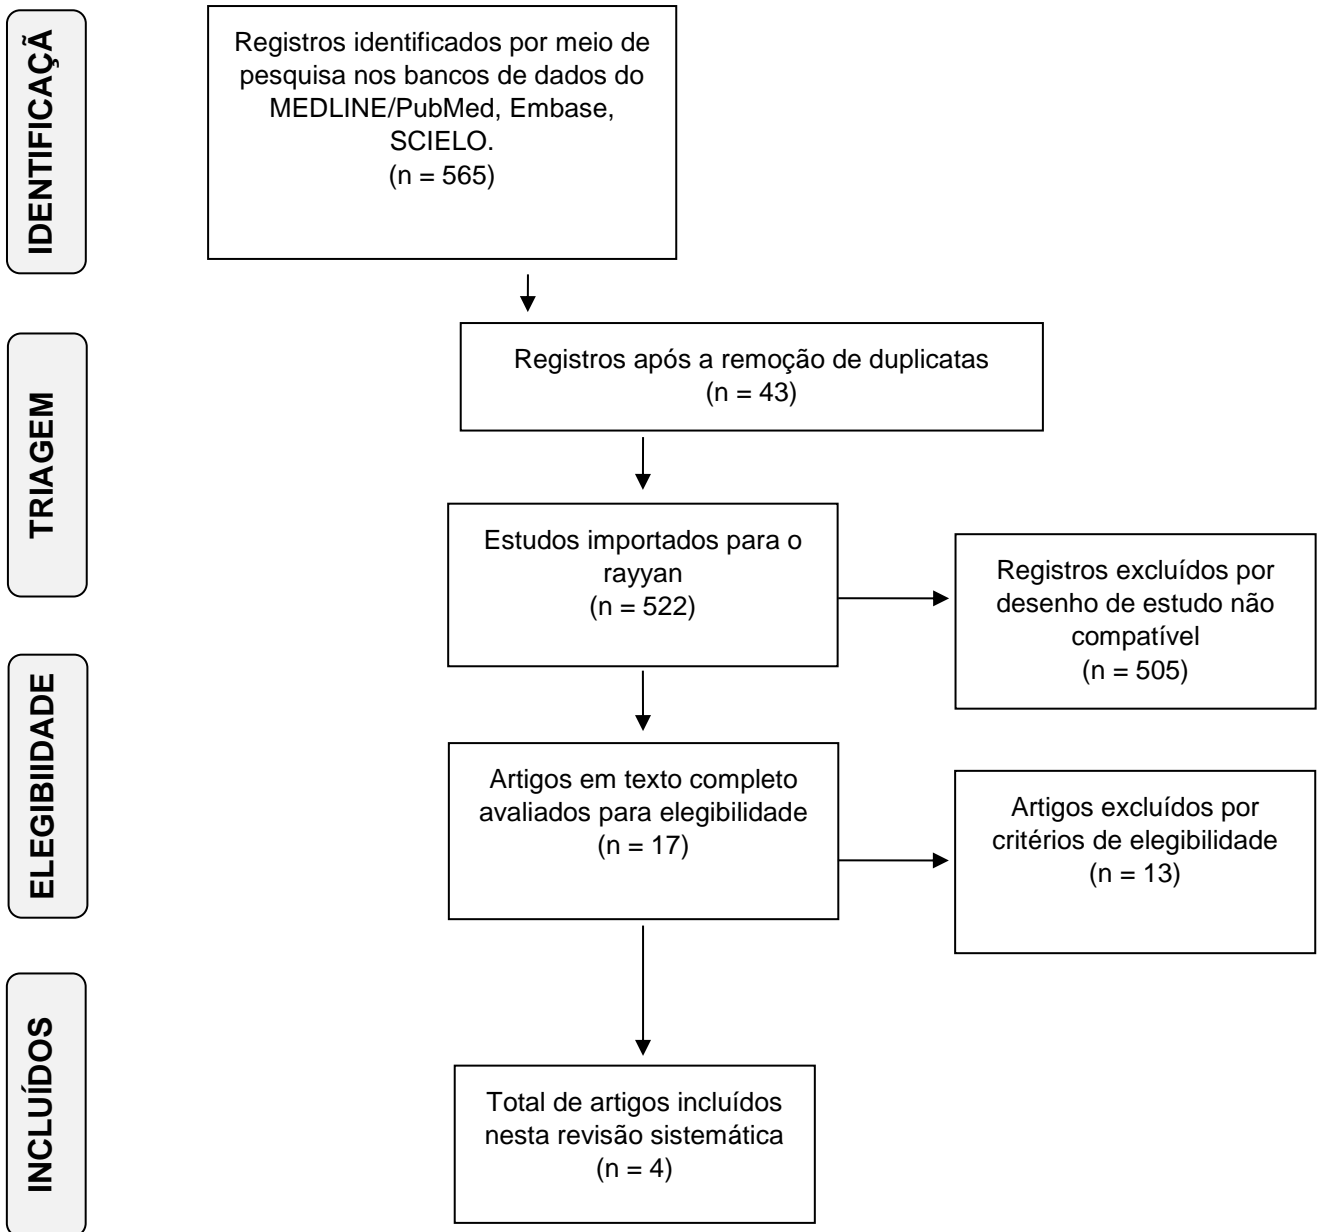 IDENTIFICAÇÃ
Registros identificados por meio de
pesquisa nos bancos de dados do
MEDLINE/PubMed, Embase,
SCIELO.
(n = 565)
TRIAGEM
Registros após a remoção de duplicatas
(n = 43)
Estudos importados para o
rayyan
(n = 522)
Registros excluídos por
desenho de estudo não
compatível
(n = 505)
ELEGIBIIDADE
Artigos em texto completo
avaliados para elegibilidade
(n = 17)
Artigos excluídos por
critérios de elegibilidade
(n = 13)
INCLUÍDOS
Total de artigos incluídos
nesta revisão sistemática
(n = 4)